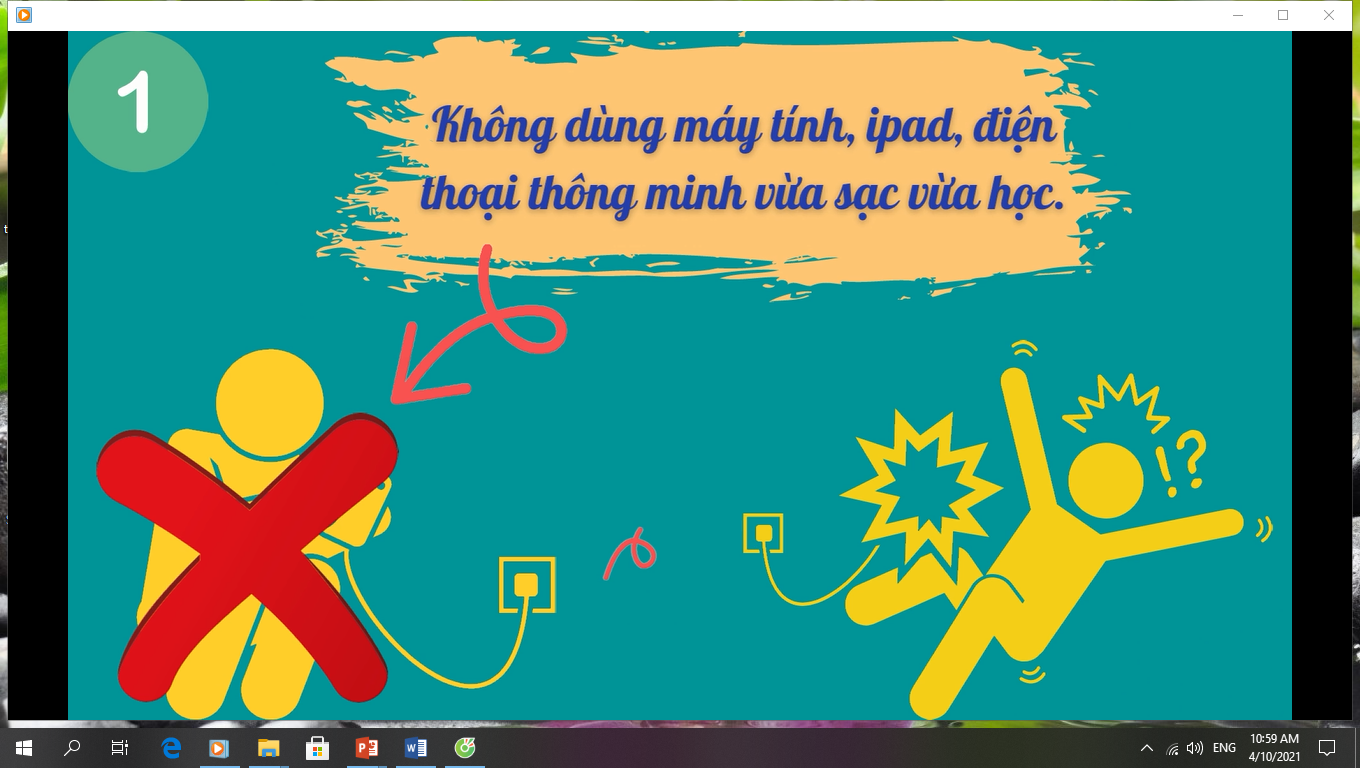 1
Không dùng máy tính, ipad, điện
thoại thông minh vừa sạc vừa học.
!?
ENG
10:59 AM
4/10/2021